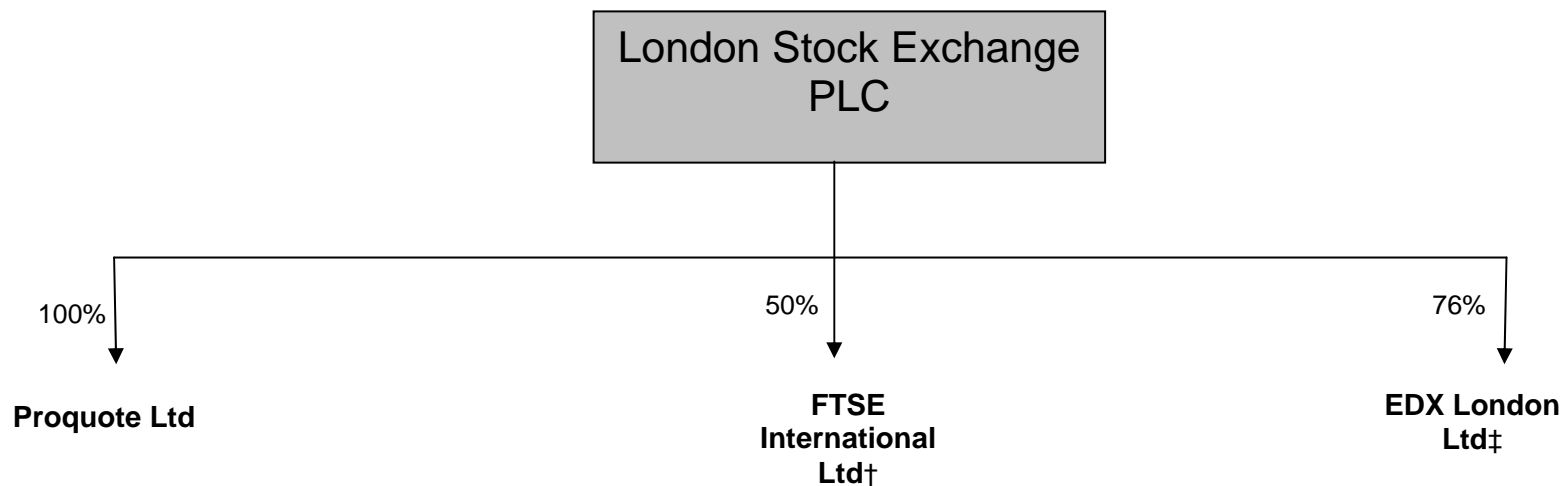 London Stock Exchange
PLC
100%
50%
76%
Proquote Ltd
FTSE
International
Ltd†
EDX London
Ltd‡